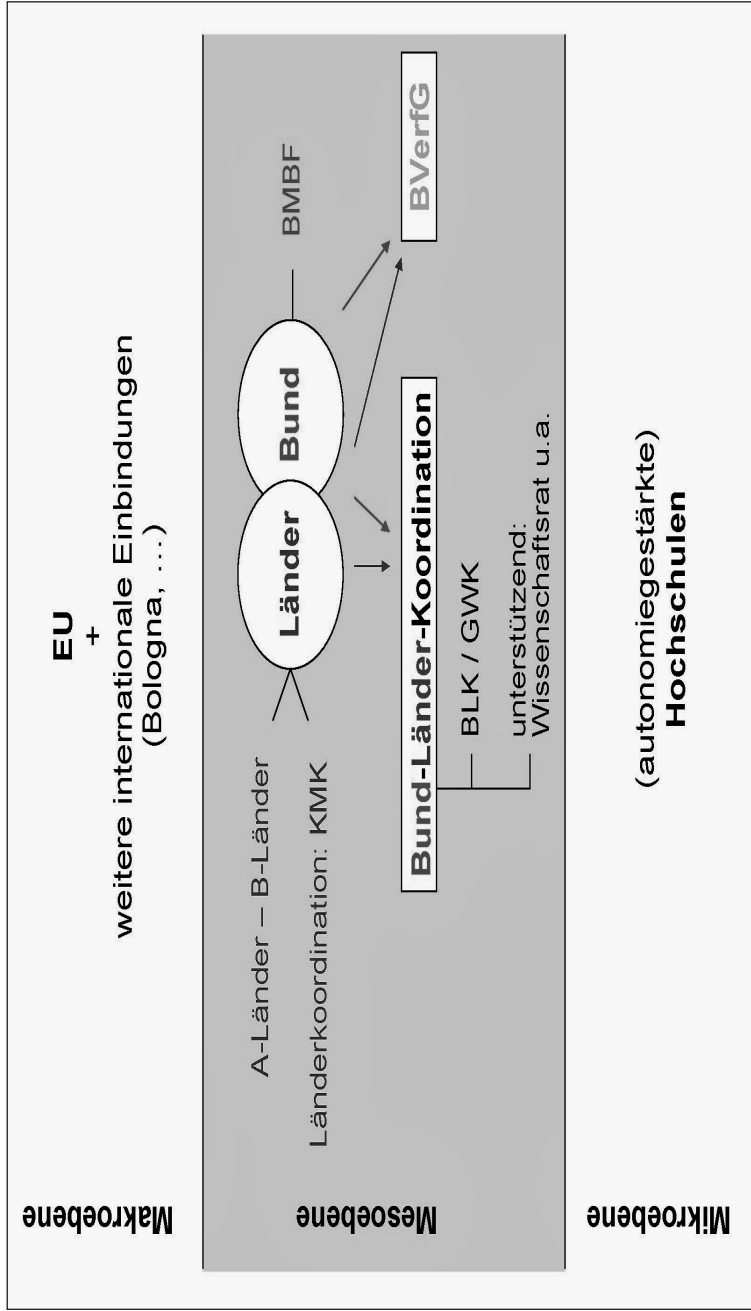 Makroebene
EU
+
weitere internationale Einbindungen
(Bologna, ...)
Mesoebene
A-Länder – B-Länder
Länderkoordination: KMK
Länder
Bund
BMBF
Bund-Länder-Koordination
BVerfG
BLK / GWK
unterstützend:
Wissenschaftsrat u.a.
Mikroebene
(autonomiegestärkte)
Hochschulen